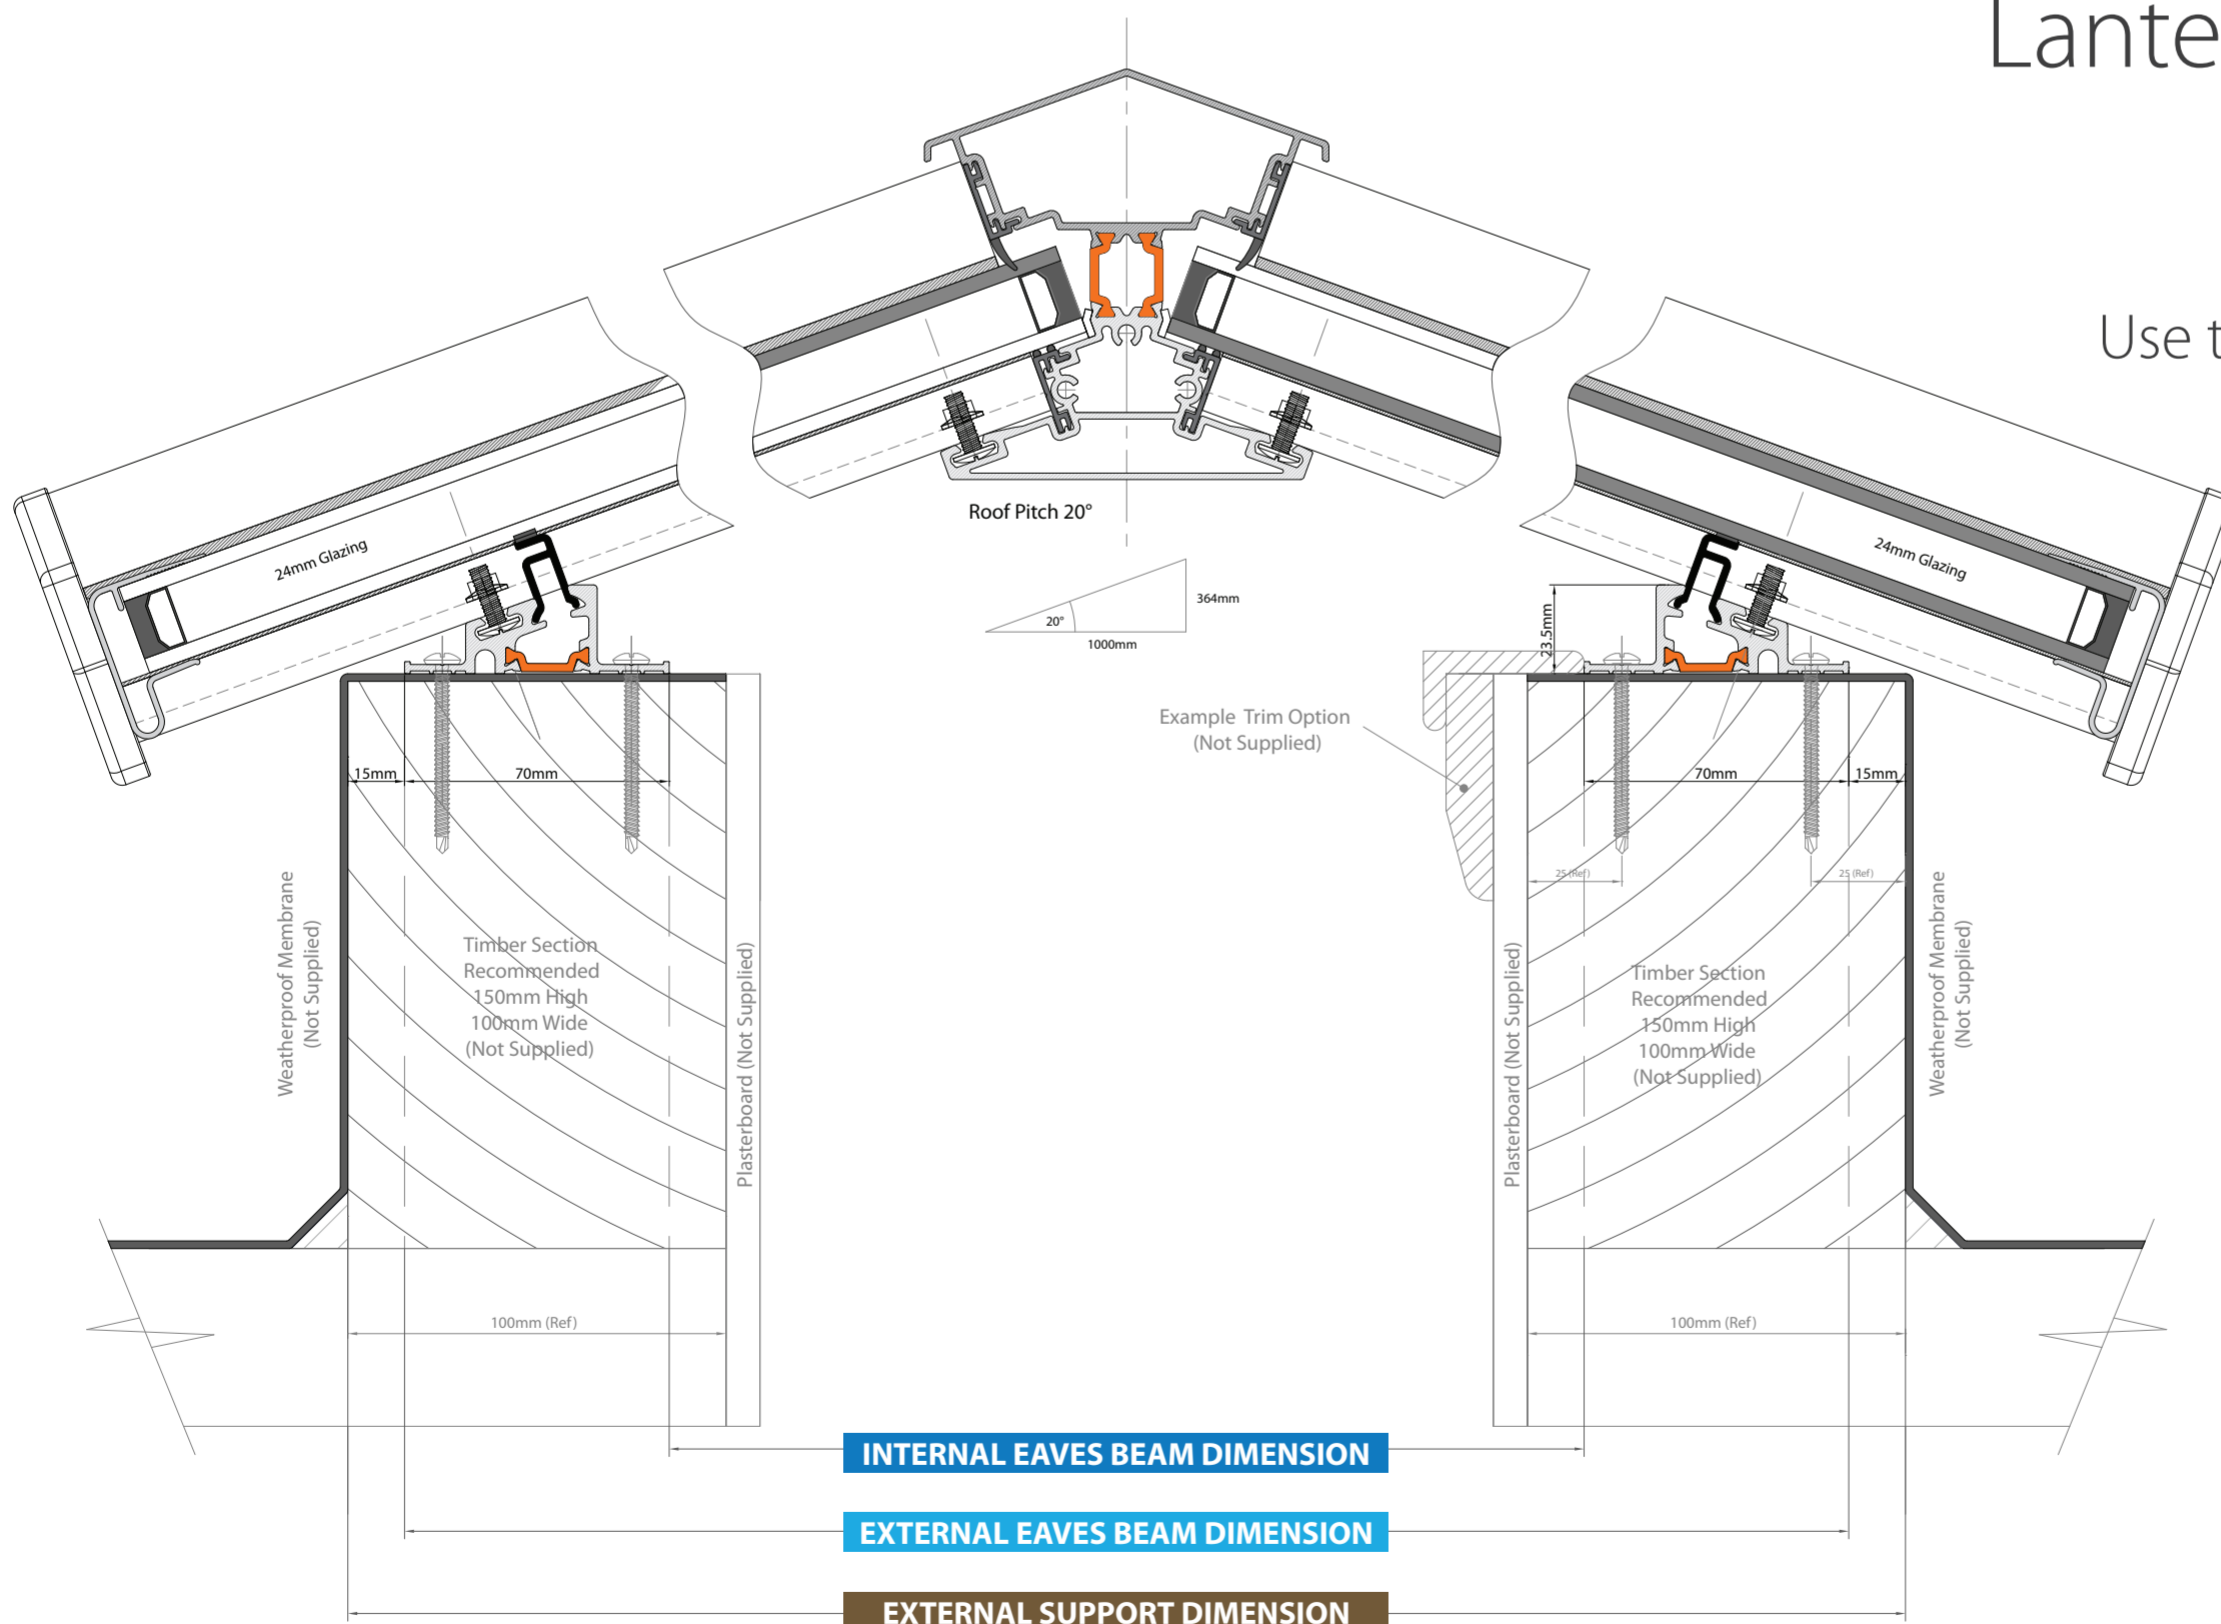 Lante
Use t
Roof Pitch 20°
24mm Glazing
24mm Glazing
364mm
20°
1000mm
23.5mm
Example Trim Option
(Not Supplied)
15mm
70mm
70mm
15mm
25 (Ref)
25 (Ref)
Weatherproof Membrane
(Not Supplied)
Timber Section
Recommended
150mm High
100mm Wide
(Not Supplied)
Plasterboard (Not Supplied)
Plasterboard (Not Supplied)
Timber Section
Recommended
150mm High
100mm Wide
(Not Supplied)
Weatherproof Membrane
(Not Supplied)
100mm (Ref)
100mm (Ref)
INTERNAL EAVES BEAM DIMENSION
EXTERNAL EAVES BEAM DIMENSION
EXTERNAL SUPPORT DIMENSION